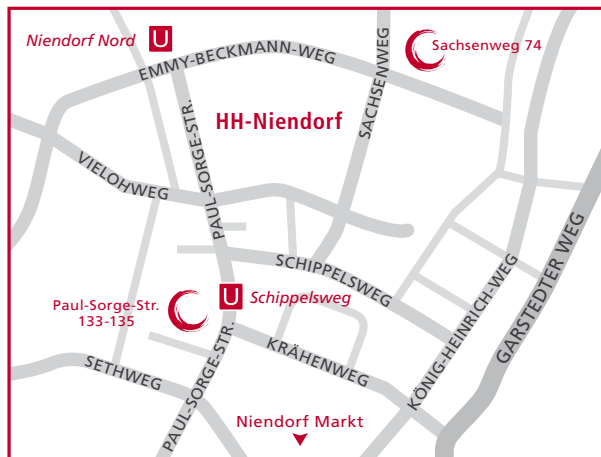 Niendorf Nord
U
EMMY-BECKMANN-WEG
Sachsenweg 74
SACHSENWEG
HH-Niendorf
PAUL-SORGE-STR.
VIELOHWEG
SCHIPPELSWEG
U
Schippelsweg
Paul-Sorge-Str.
133-135
PAUL-SORGE-STR.
KRÄHENWEG
KÖNIG-HEINRICH-WEG
GARSTEDTER WEG
SETHWEG
Niendorf Markt